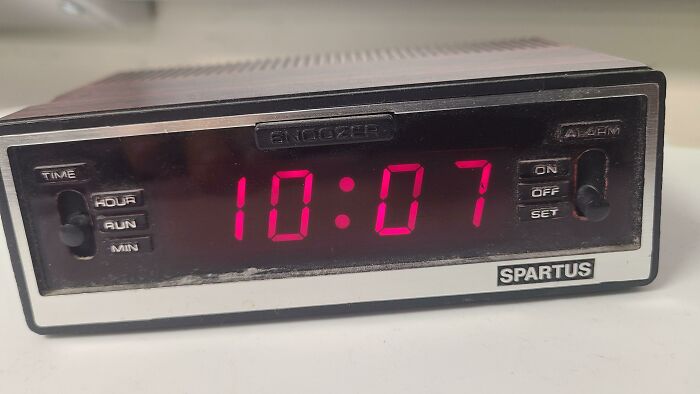 SNOOZER
ALARM
TIME
HOUR
RUN
MIN
10:07
ON
OFF
SET
SPARTUS